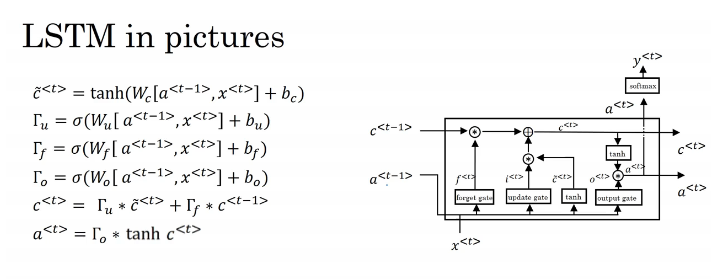 LSTM in pictures
c̃<t> = tanh(W_c[a<t−1>, x<t>] + b_c)
Γ_u = σ(W_u[ a<t−1>, x<t>] + b_u)
Γ_f = σ(W_f[ a<t−1>, x<t>] + b_f)
Γ_o = σ(W_o[ a<t−1>, x<t>] + b_o)
c<t> = Γ_u * c̃<t> + Γ_f * c<t−1>
a<t> = Γ_o * tanh c<t>
y<t>
softmax
a<t>
c<t−1>
*
⊕
c<t>
c<t>
tanh
*
a<t−1>
f<t>
i<t>
c̃<t>
o<t>
*
a<t>
a<t>
forget gate
update gate
tanh
output gate
x<t>